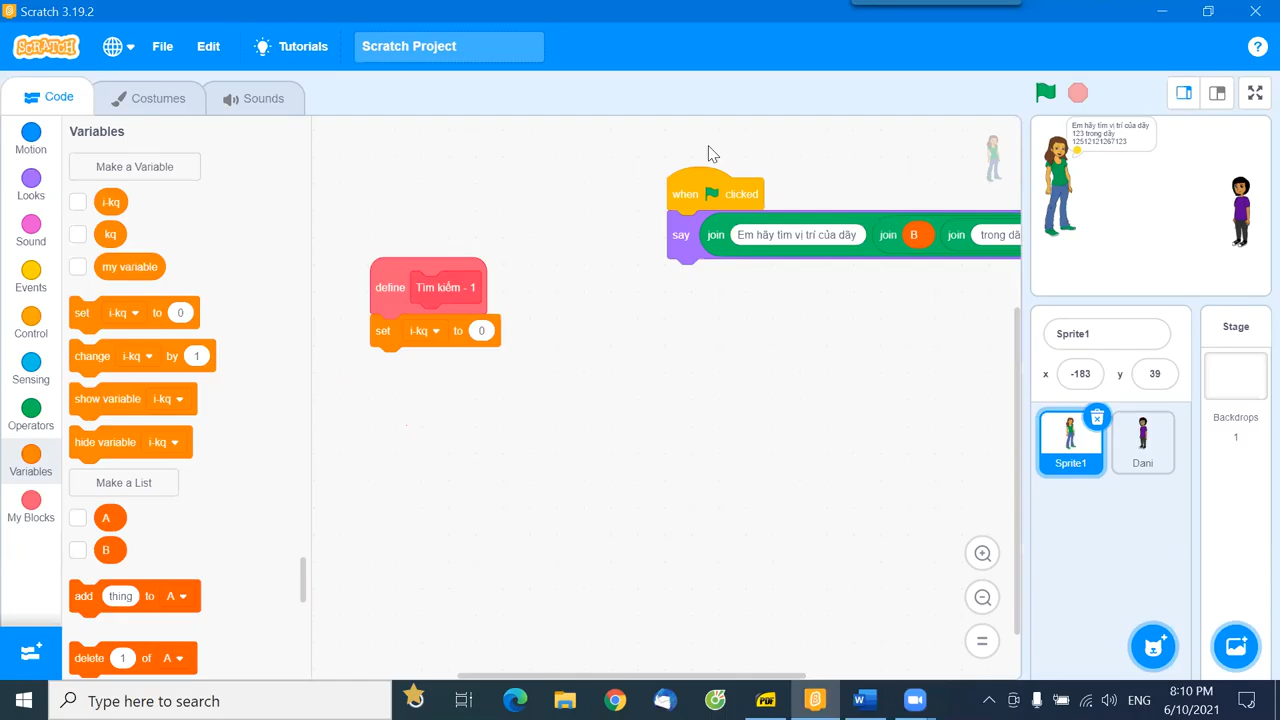 Scratch 3.19.2
SCRATCH
File
Edit
Tutorials
Scratch Project
?
Code
Costumes
Sounds
Motion
Looks
Sound
Events
Control
Sensing
Operators
Variables
My Blocks
Variables
Make a Variable
i-kq
kq
my variable
set i-kq to 0
change i-kq by 1
show variable i-kq
hide variable i-kq
Make a List
A
B
add thing to A
delete 1 of A
when clicked
say join Em hãy tìm vị trí của dãy join B join trong dã
define Tìm kiếm - 1
set i-kq to 0
Em hãy tìm vị trí của dãy
123 trong dãy
12512121267123
Sprite1
x -183 y 39
Sprite1
Dani
Stage
Backdrops
1
Type here to search
PDF
ENG
8:10 PM
6/10/2021